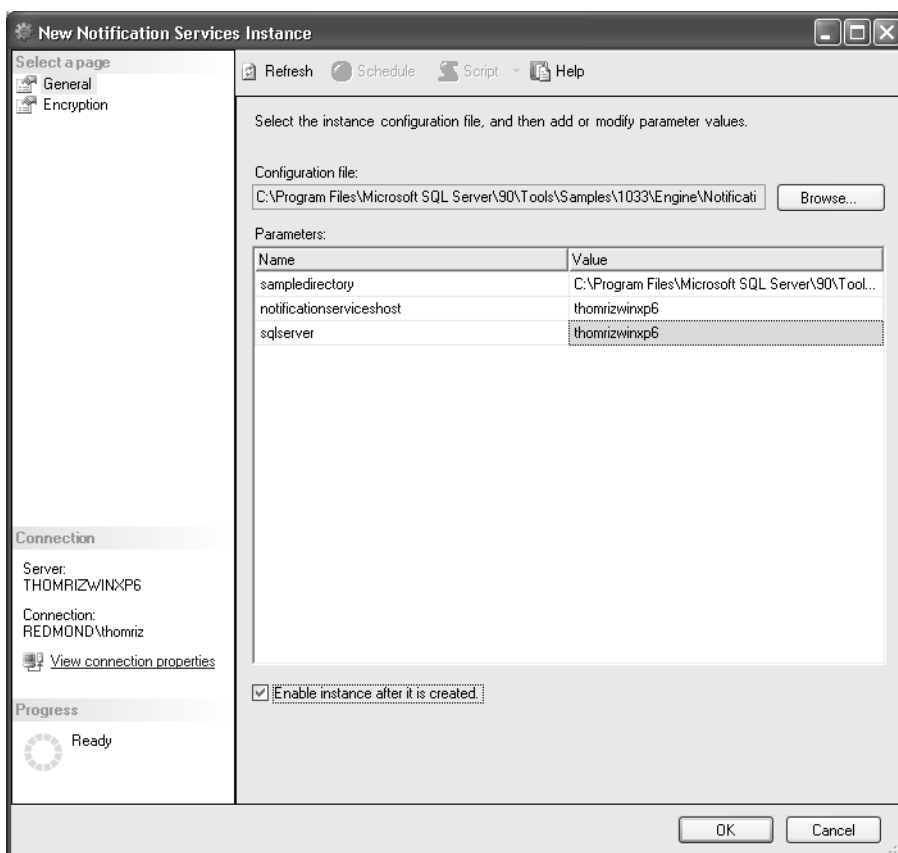 New Notification Services Instance
Select a page
General
Encryption
Refresh Schedule Script Help
Select the instance configuration file, and then add or modify parameter values.
Configuration file:
C:\Program Files\Microsoft SQL Server\90\Tools\Samples\1033\Engine\Notificati
Browse...
Parameters:
Name Value
sampledirectory C:\Program Files\Microsoft SQL Server\90\Tool...
notificationserviceshost thomrizwinxp6
sqlserver thomrizwinxp6
Connection
Server:
THOMRIZWINXP6
Connection:
REDMOND\thomriz
View connection properties
Enable instance after it is created.
Progress
Ready
OK Cancel